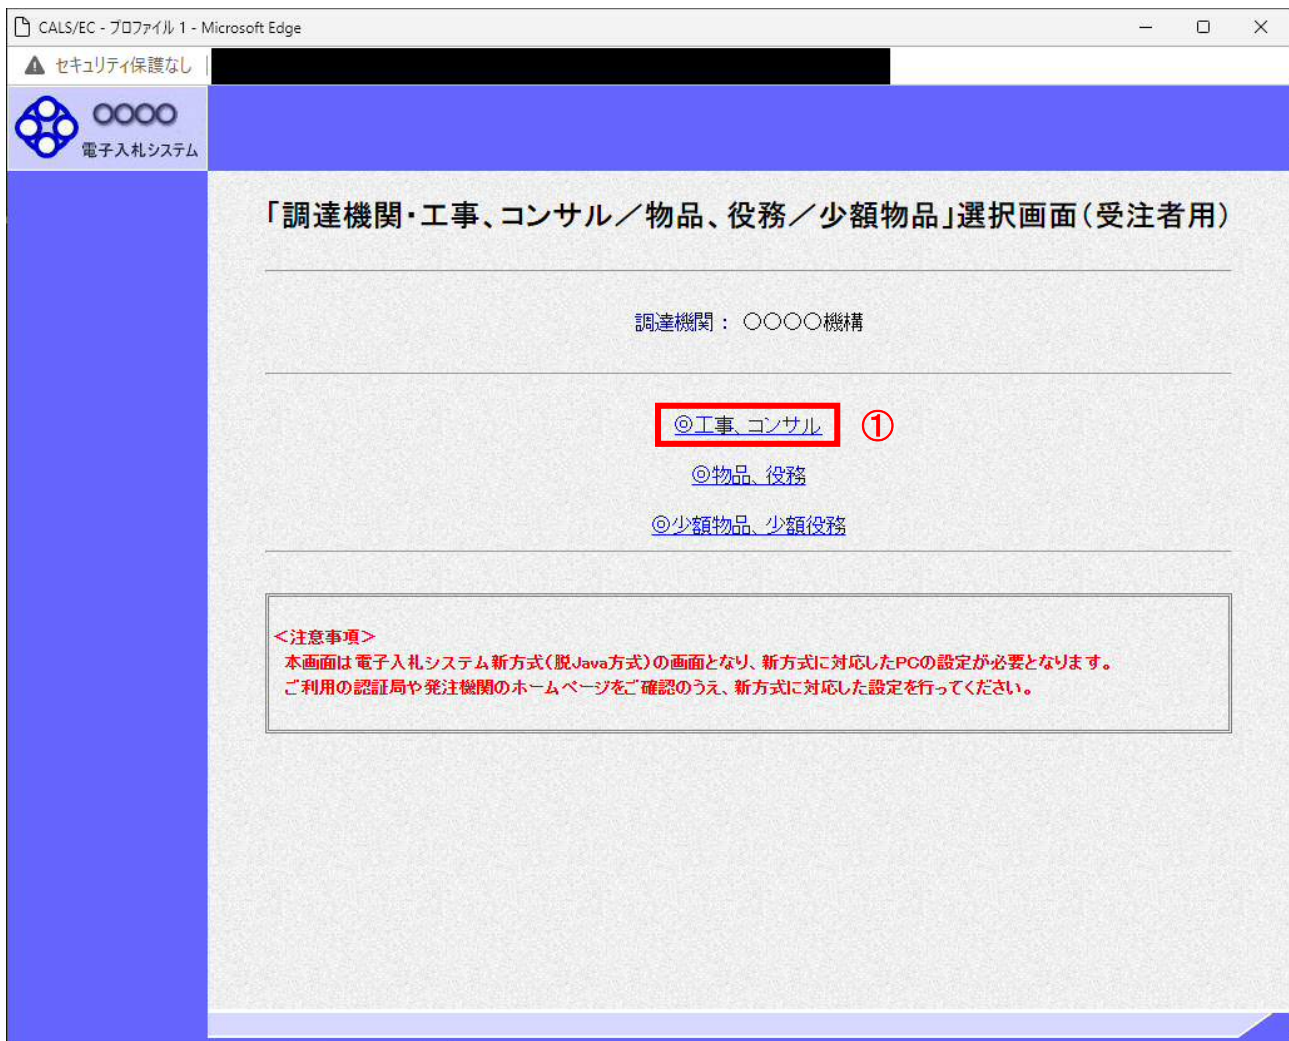 CALS/EC - プロファイル 1 - Microsoft Edge
セキュリティ保護なし
○○○○
電子入札システム
「調達機関・工事、コンサル／物品、役務／少額物品」選択画面（受注者用）
調達機関： ○○○○機構
◎工事、コンサル ①
◎物品、役務
◎少額物品、少額役務
＜注意事項＞
本画面は電子入札システム新方式（脱Java方式）の画面となり、新方式に対応したPCの設定が必要となります。
ご利用の認証局や発注機関のホームページをご確認のうえ、新方式に対応した設定を行ってください。